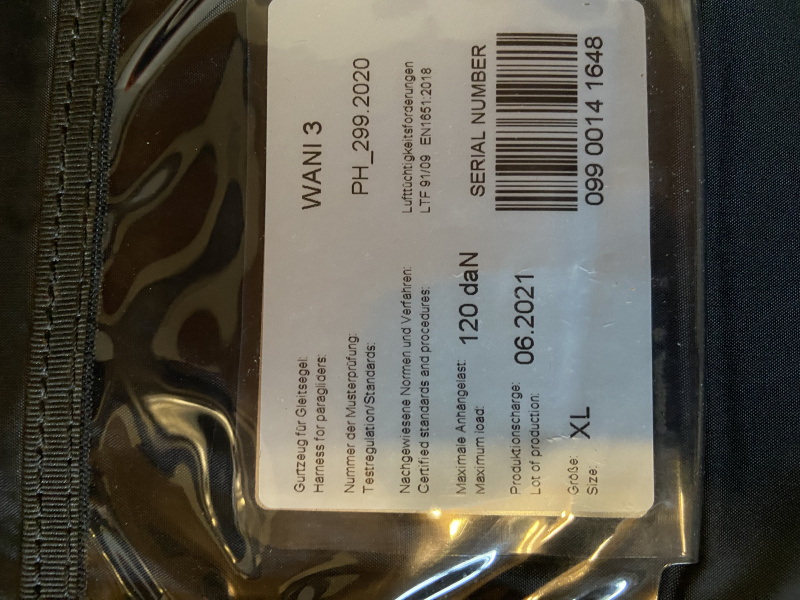 Gurtzeug für Gleitsegel:
Harness for paragliders: WANI 3
Nummer der Musterprüfung:
Testregulation/Standards: PH_299.2020
Nachgewiesene Normen und Verfahren: Lufttüchtigkeitsforderungen
Certified standards and procedures: LTF 91/09 EN1651:2018
Maximale Anhängelast:
Maximum load: 120 daN
SERIAL NUMBER
Produktionscharge:
Lot of production: 06.2021
Größe:
Size: XL
099 0014 1648